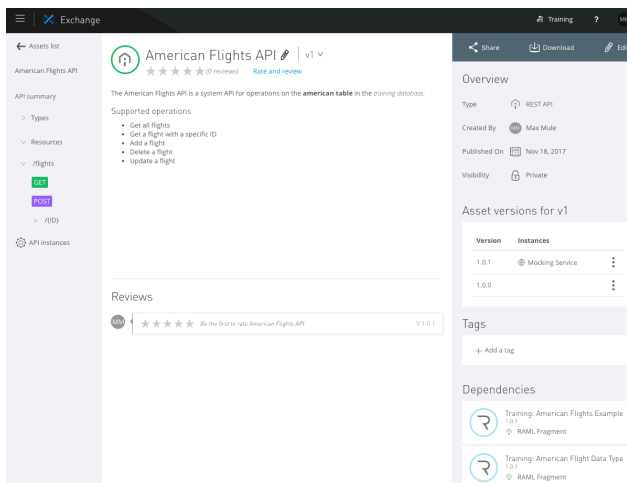 Exchange
Training
?
MM
Assets list
American Flights API
API summary
Types
Resources
/flights
GET
POST
/{ID}
API instances
American Flights API
v1
(0 reviews)
Rate and review
The American Flights API is a system API for operations on the american table in the training database.
Supported operations
Get all flights
Get a flight with a specific ID
Add a flight
Delete a flight
Update a flight
Reviews
MM
Be the first to rate American Flights API!
V.1.0.1
Share
Download
Edi
Overview
Type
REST API
Created By
MM
Max Mule
Published On
Nov 18, 2017
Visibillity
Private
Asset versions for v1
Version Instances
1.0.1
Mocking Service
1.0.0
Tags
+ Add a tag
Dependencies
Training: American Flights Example
1.0.1
RAML Fragment
Training: American Flight Data Type
1.0.1
RAML Fragment